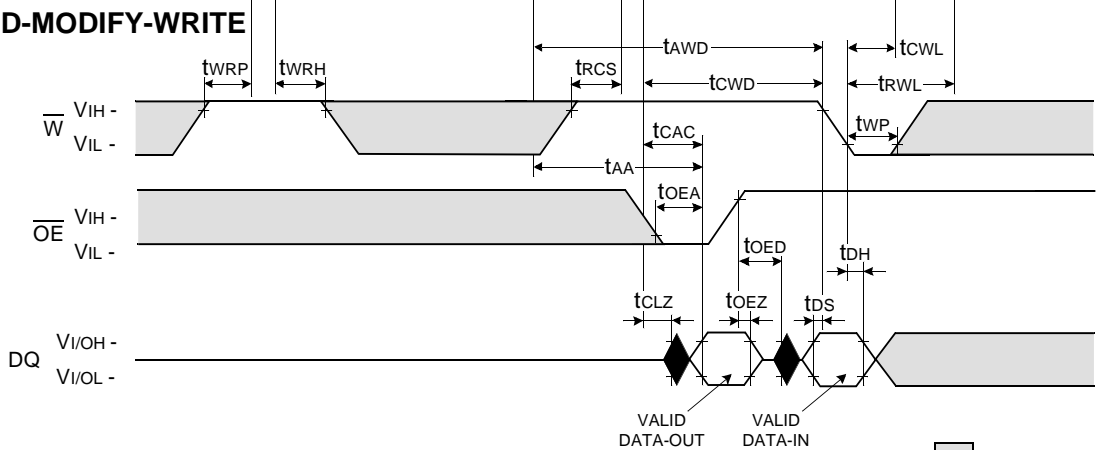 D-MODIFY-WRITE
tAWD
tCWL
tWRP
tWRH
tRCS
tCWD
tRWL
W
VIH -
VIL -
tWP
tCAC
tAA
tOEA
OE
VIH -
VIL -
tOED
tDH
tCLZ
tOEZ
tDS
DQ
VI/OH -
VI/OL -
VALID
DATA-OUT
VALID
DATA-IN